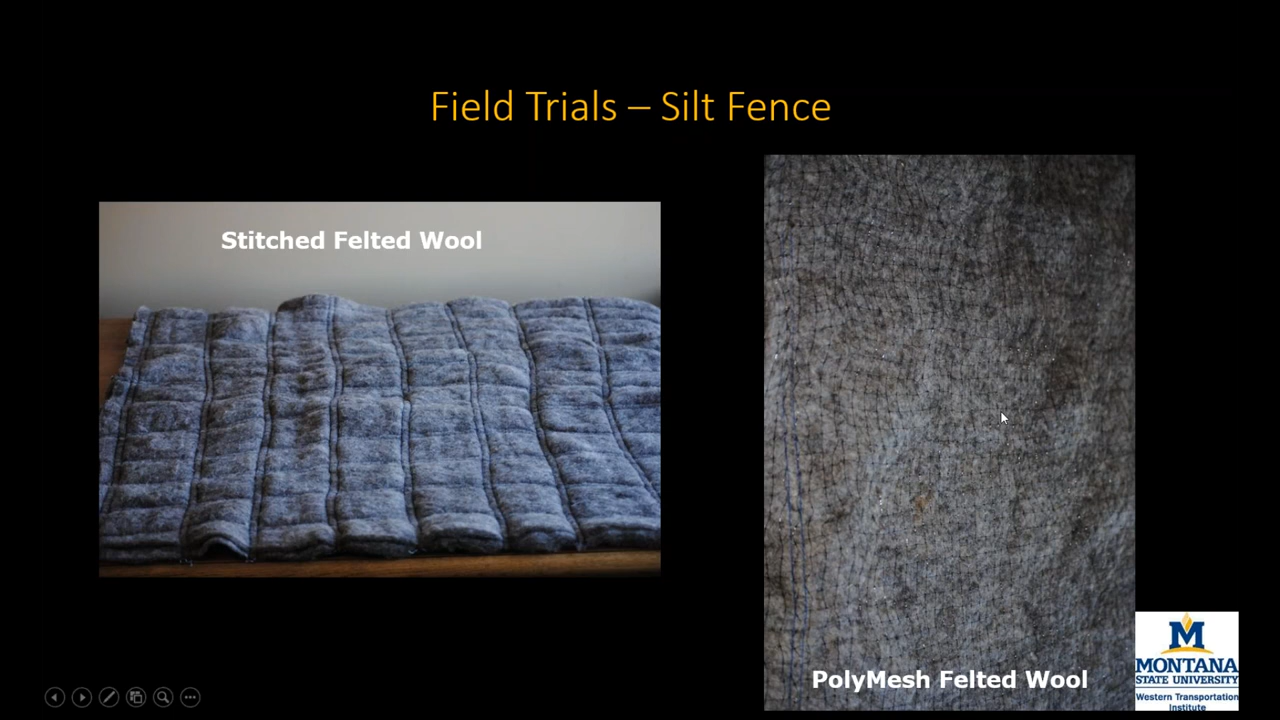 Field Trials – Silt Fence
Stitched Felted Wool
PolyMesh Felted Wool
M
MONTANA
STATE UNIVERSITY
Western Transportation
Institute